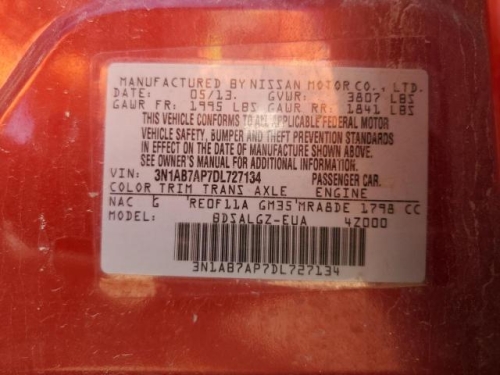 MANUFACTURED BY NISSAN MOTOR CO., LTD.
DATE: 05/13. GVWR: 3807 LBS
GAWR FR: 1995 LBS GAWR RR: 1841 LBS
THIS VEHICLE CONFORMS TO ALL APPLICABLE FEDERAL MOTOR
VEHICLE SAFETY, BUMPER AND THEFT PREVENTION STANDARDS
IN EFFECT ON THE DATE OF MANUFACTURE SHOWN ABOVE.
SEE OWNER'S MANUAL FOR ADDITIONAL INFORMATION.
VIN: 3N1AB7AP7DL727134 PASSENGER CAR.
COLOR TRIM TRANS AXLE ENGINE
NAC G RE0F11A GM35 MRA8DE 1798 CC
MODEL: BDSALGZ-EUA 4Z000
3N1AB7AP7DL727134